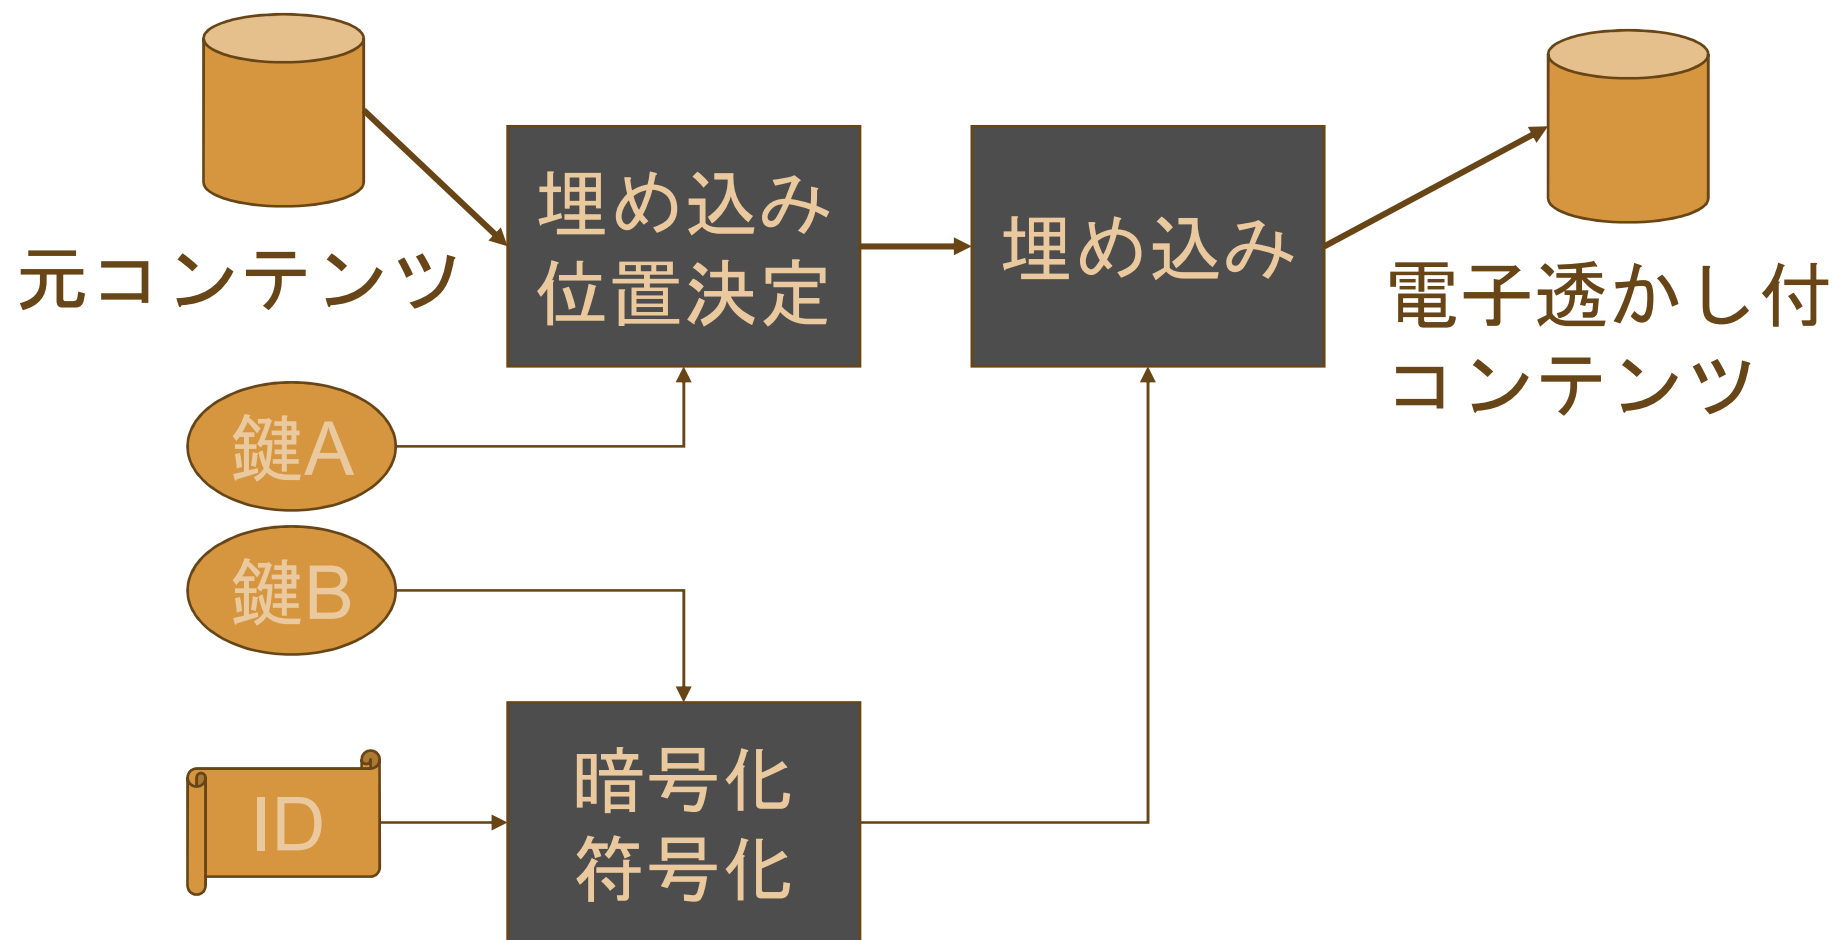 元コンテンツ
埋め込み
位置決定
埋め込み
電子透かし付
コンテンツ
鍵A
鍵B
ID
暗号化
符号化